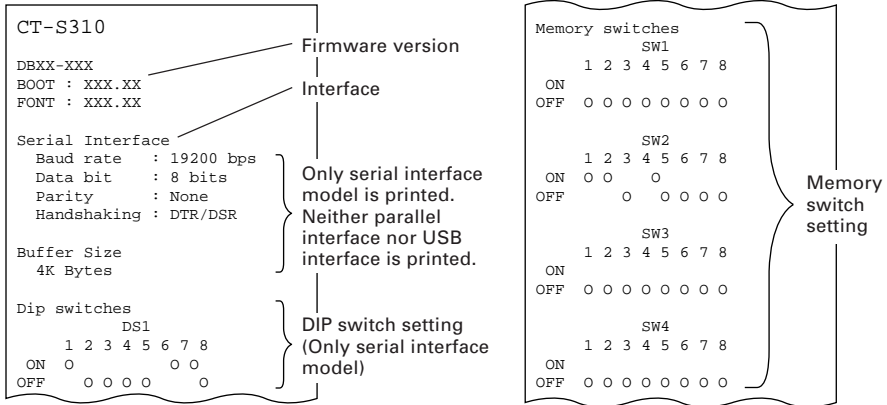 CT-S310
DBXX-XXX
BOOT : XXX.XX
FONT : XXX.XX
Serial Interface
Baud rate : 19200 bps
Data bit : 8 bits
Parity : None
Handshaking : DTR/DSR
Buffer Size
4K Bytes
Dip switches
DS1
1 2 3 4 5 6 7 8
ON O O O
OFF O O O O O
Firmware version
Interface
Only serial interface
model is printed.
Neither parallel
interface nor USB
interface is printed.
DIP switch setting
(Only serial interface
model)
Memory switches
SW1
1 2 3 4 5 6 7 8
ON
OFF O O O O O O O O
SW2
1 2 3 4 5 6 7 8
ON O O O
OFF O O O O O
SW3
1 2 3 4 5 6 7 8
ON
OFF O O O O O O O O
SW4
1 2 3 4 5 6 7 8
ON
OFF O O O O O O O O
Memory
switch
setting